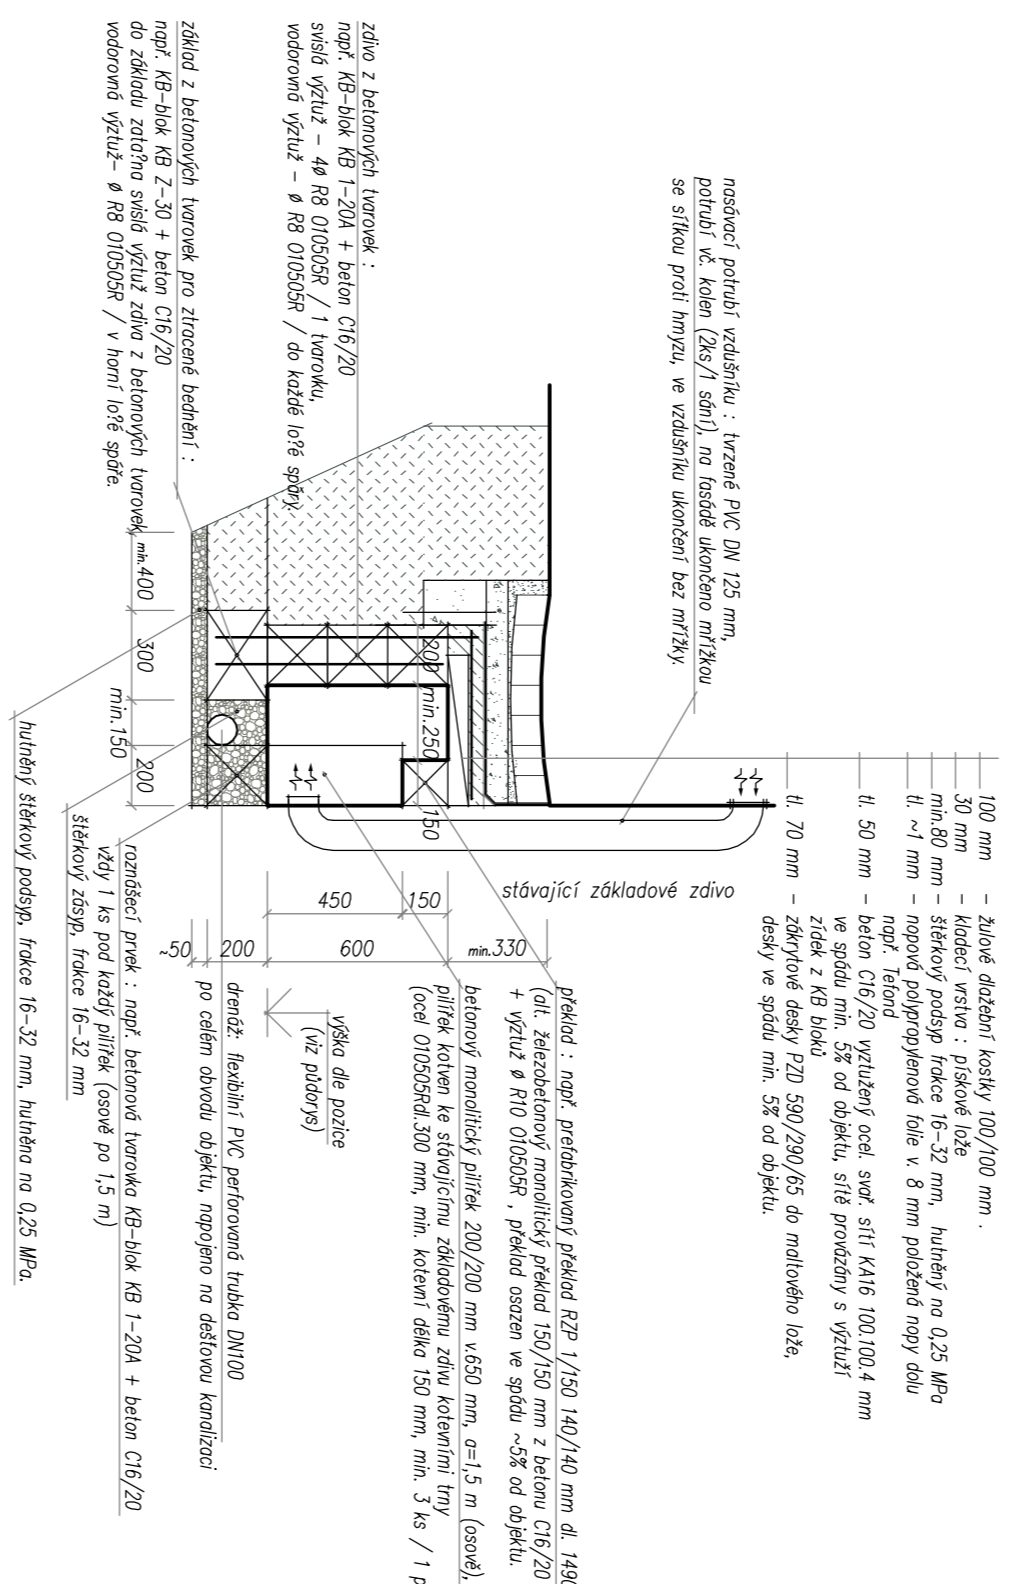 100 mm – žulové dlažební kostky 100/100 mm .
30 mm – kladecí vrstva : pískové lože
min.80 mm – štěrkový podsyp frakce 16–32 mm, hutněný na 0,25 MPa
tl. ~1 mm – nopová polypropylenová folie v. 8 mm položená nopy dolu
např. Tefond
tl. 50 mm – beton C16/20 vyztužený ocel. svař. sítí KA16 100.100.4 mm
ve spádu min. 5% od objektu, sítě provázány s výztuží
zídek z KB bloků
tl. 70 mm – zákrytové desky PZD 590/290/65 do maltového lože,
desky ve spádu min. 5% od objektu.
nasávací potrubí vzdušníku : tvrzené PVC DN 125 mm,
potrubí vč. kolen (2ks/1 sání), na fasádě ukončeno mřížkou
se síťkou proti hmyzu, ve vzdušníku ukončení bez mřížky.
zdivo z betonových tvarovek :
např. KB–blok KB 1–20A + beton C16/20
svislá výztuž – 4ø R8 O10505R / 1 tvarovku,
vodorovná výztuž – ø R8 O10505R / do každé lo?é spáry.
základ z betonových tvarovek pro ztracené bednění :
např. KB–blok KB Z–30 + beton C16/20
do základu zata?na svislá výztuž zdiva z betonových tvarovek,
vodorovná výztuž– ø R8 O10505R / v horní lo?é spáře.
min.400
300
min.150
200
200
min.250
150
stávající základové zdivo
450
150
~50
200
600
min.330
výška dle pozice
(viz půdorys)
překlad : např. prefabrikovaný překlad RZP 1/150 140/140 mm dl. 1490
(alt. železobetonový monolitický překlad 150/150 mm z betonu C16/20
+ výztuž ø R10 O10505R , překlad osazen ve spádu ~5% od objektu.
betonový monolitický pilířek 200/200 mm v.650 mm, a=1,5 m (osově),
pilířek kotven ke stávajícímu základovému zdivu kotevními trny
(ocel O10505Rdl.300 mm, min. kotevní délka 150 mm, min. 3 ks / 1 p
drenáž: flexibilní PVC perforovaná trubka DN100
po celém obvodu objektu, napojeno na dešťovou kanalizaci
roznášecí prvek : např. betonová tvarovka KB–blok KB 1–20A + beton C16/20
vždy 1 ks pod každý pilířek (osově po 1,5 m)
štěrkový zásyp, frakce 16–32 mm
hutněný štěrkový podsyp, frakce 16–32 mm, hutněna na 0,25 MPa.